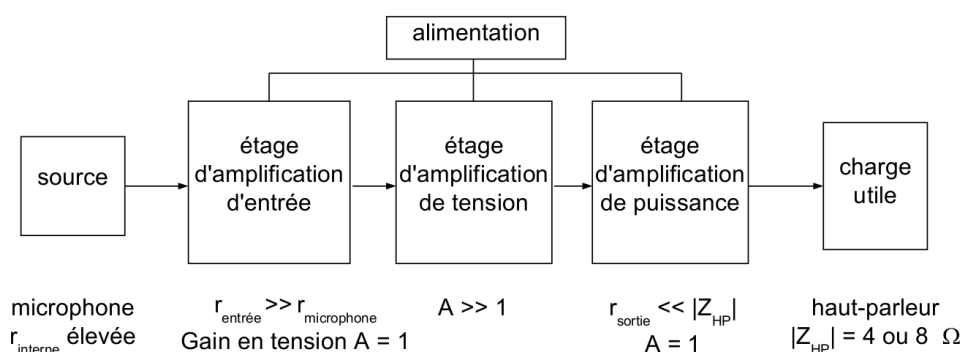 alimentation
source
étage
d'amplification
d'entrée
étage
d'amplification
de tension
étage
d'amplification
de puissance
charge
utile
microphone
r_interne élevée
r_entrée >> r_microphone
Gain en tension A = 1
A >> 1
r_sortie << |Z_HP|
A = 1
haut-parleur
|Z_HP| = 4 ou 8 Ω